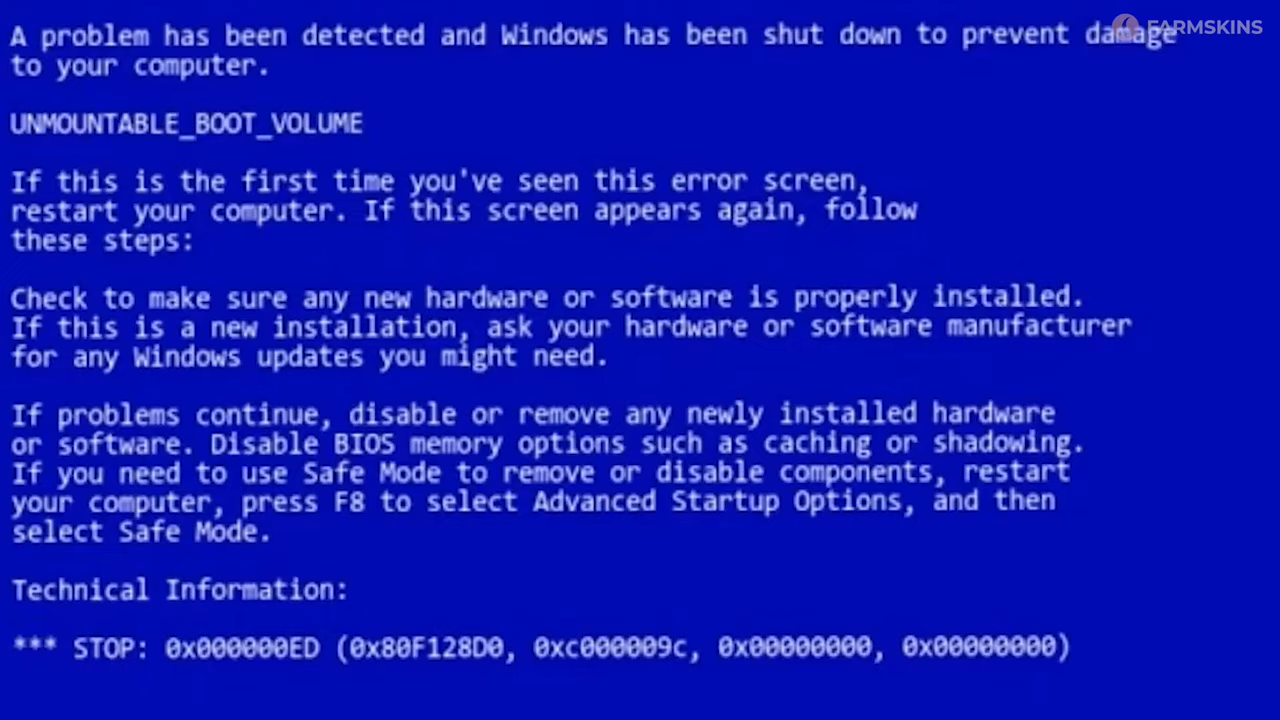 A problem has been detected and Windows has been shut down to prevent damage
FARMSKINS
to your computer.
UNMOUNTABLE_BOOT_VOLUME
If this is the first time you've seen this error screen,
restart your computer. If this screen appears again, follow
these steps:
Check to make sure any new hardware or software is properly installed.
If this is a new installation, ask your hardware or software manufacturer
for any Windows updates you might need.
If problems continue, disable or remove any newly installed hardware
or software. Disable BIOS memory options such as caching or shadowing.
If you need to use Safe Mode to remove or disable components, restart
your computer, press F8 to select Advanced Startup Options, and then
select Safe Mode.
Technical Information:
*** STOP: 0x000000ED (0x80F128D0, 0xc000009c, 0x00000000, 0x00000000)